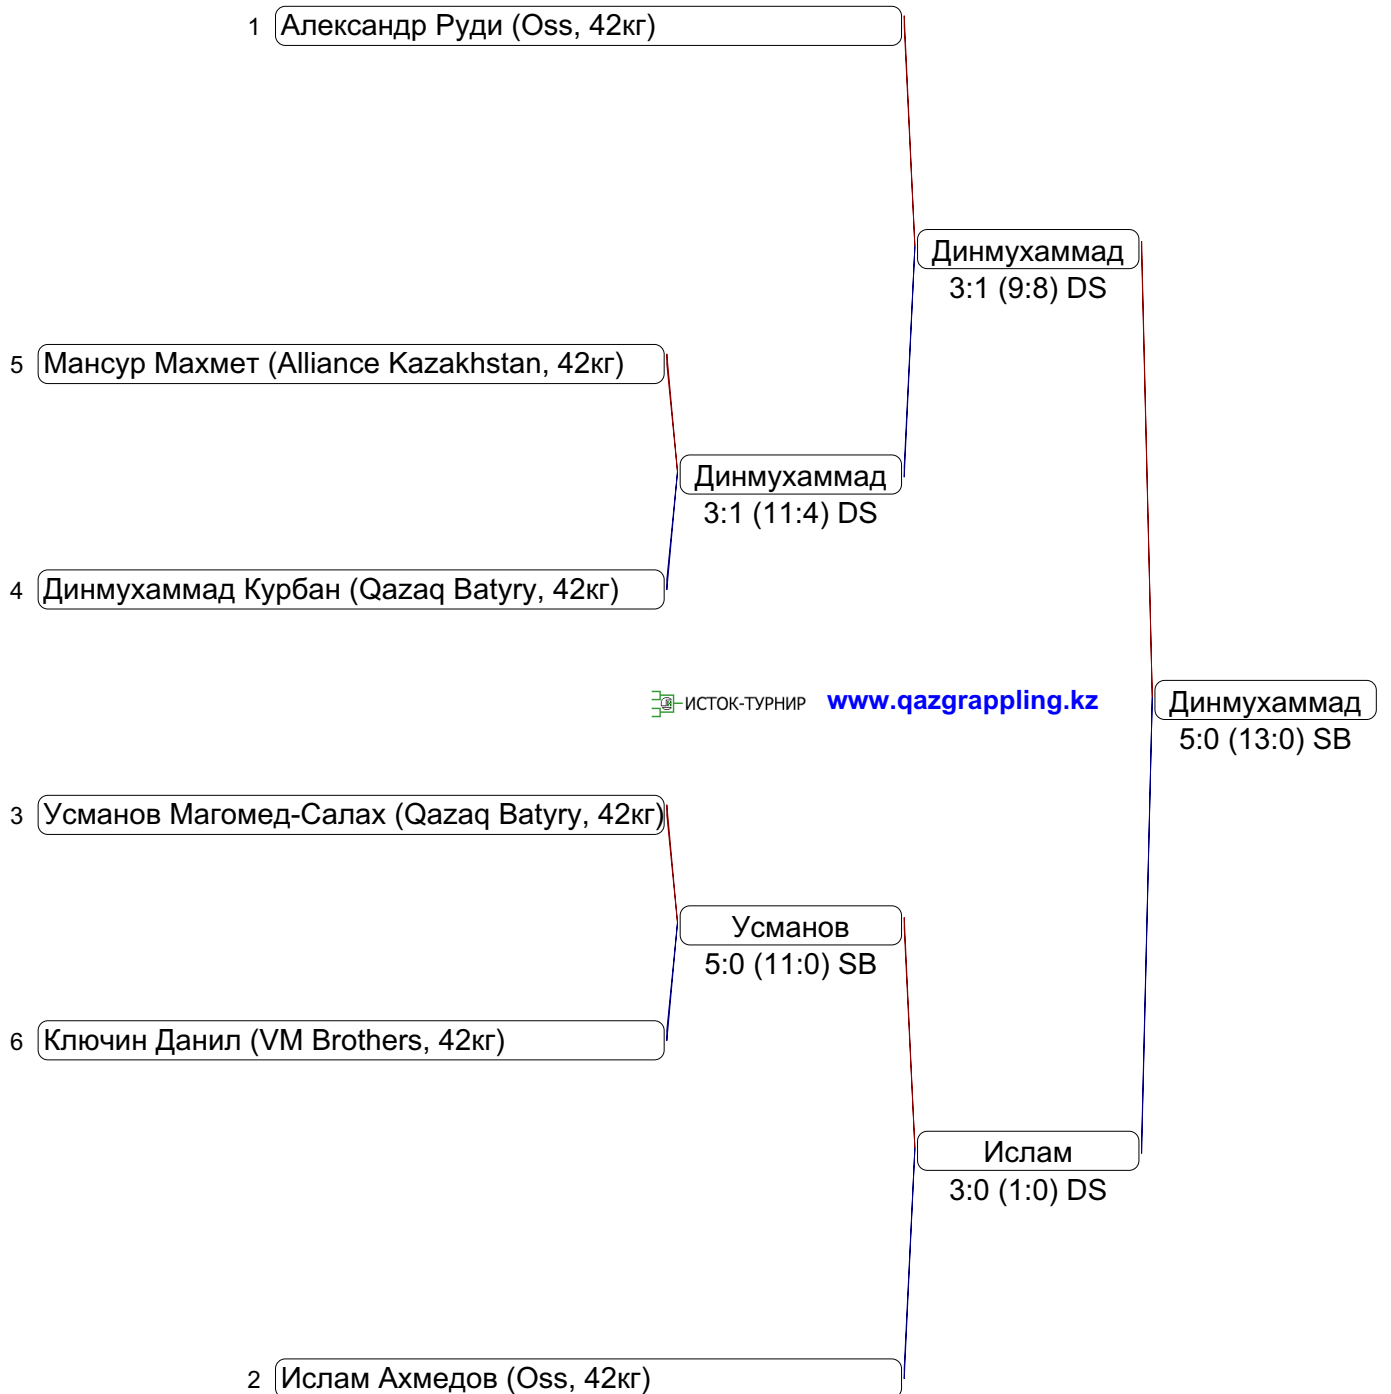 1 Александр Руди (Oss, 42кг)
Динмухаммад
3:1 (9:8) DS
5 Мансур Махмет (Alliance Kazakhstan, 42кг)
Динмухаммад
3:1 (11:4) DS
4 Динмухаммад Курбан (Qazaq Batyry, 42кг)
ИСТОК-ТУРНИР www.qazgrappling.kz
Динмухаммад
5:0 (13:0) SB
3 Усманов Магомед-Салах (Qazaq Batyry, 42кг)
Усманов
5:0 (11:0) SB
6 Ключин Данил (VM Brothers, 42кг)
Ислам
3:0 (1:0) DS
2 Ислам Ахмедов (Oss, 42кг)